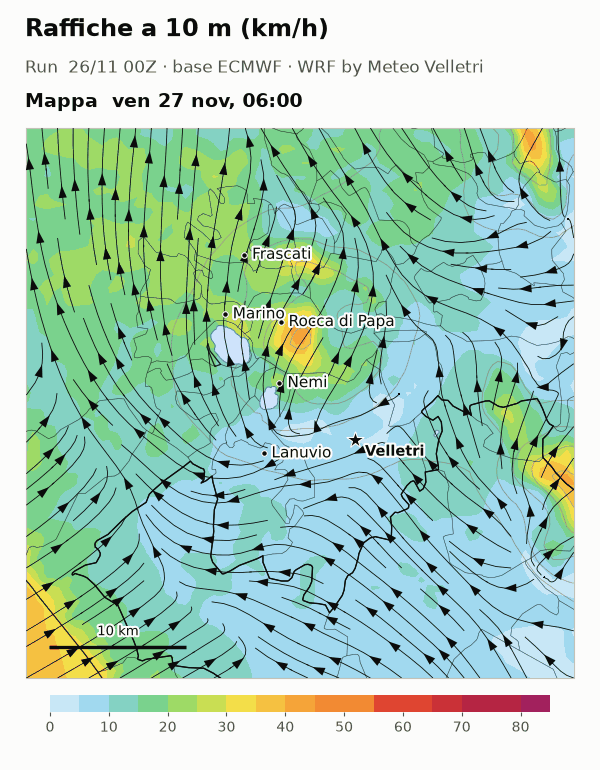 Raffiche a 10 m (km/h)
Run  26/11 00Z · base ECMWF · WRF by Meteo Velletri
Mappa  ven 27 nov, 06:00
Frascati
Marino
Rocca di Papa
Nemi
Velletri
Lanuvio
10 km
0 10 20 30 40 50 60 70 80